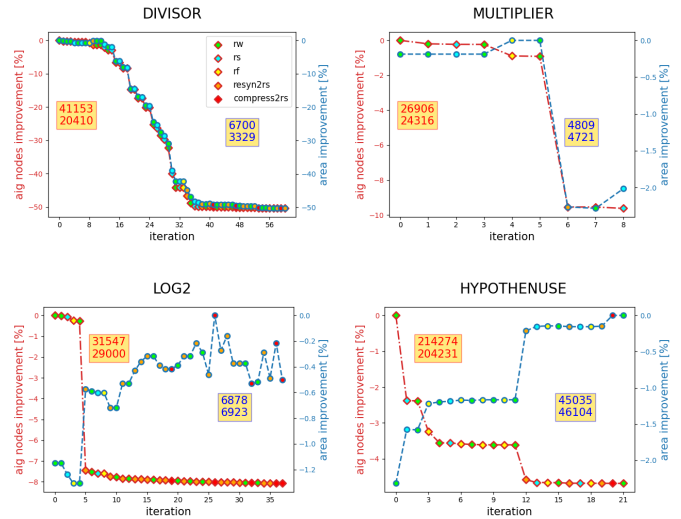 DIVISOR
aig nodes improvement [%]
0
−10
−20
−30
−40
−50
41153
20410
6700
3329
rw
rs
rf
resyn2rs
compress2rs
0
−10
−20
−30
−40
−50
area improvement [%]
0 8 16 24 32 40 48 56
iteration
MULTIPLIER
aig nodes improvement [%]
0
−2
−4
−6
−8
−10
26906
24316
4809
4721
0.0
−0.5
−1.0
−1.5
−2.0
area improvement [%]
0 1 2 3 4 5 6 7 8
iteration
LOG2
aig nodes improvement [%]
0
−1
−2
−3
−4
−5
−6
−7
−8
31547
29000
6878
6923
0.0
−0.2
−0.4
−0.6
−0.8
−1.0
−1.2
area improvement [%]
0 5 10 15 20 25 30 35
iteration
HYPOTHENUSE
aig nodes improvement [%]
0
−1
−2
−3
−4
214274
204231
45035
46104
0.0
−0.5
−1.0
−1.5
−2.0
area improvement [%]
0 3 6 9 12 15 18 21
iteration